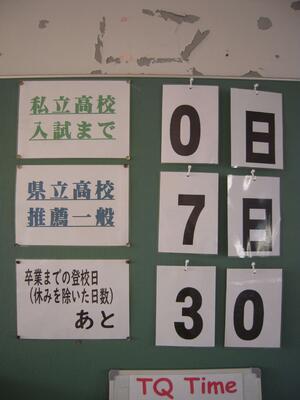 私立高校
入試まで
0日
県立高校
推薦一般
7日
卒業までの登校日
(休みを除いた日数)
あと
30
TQ Time